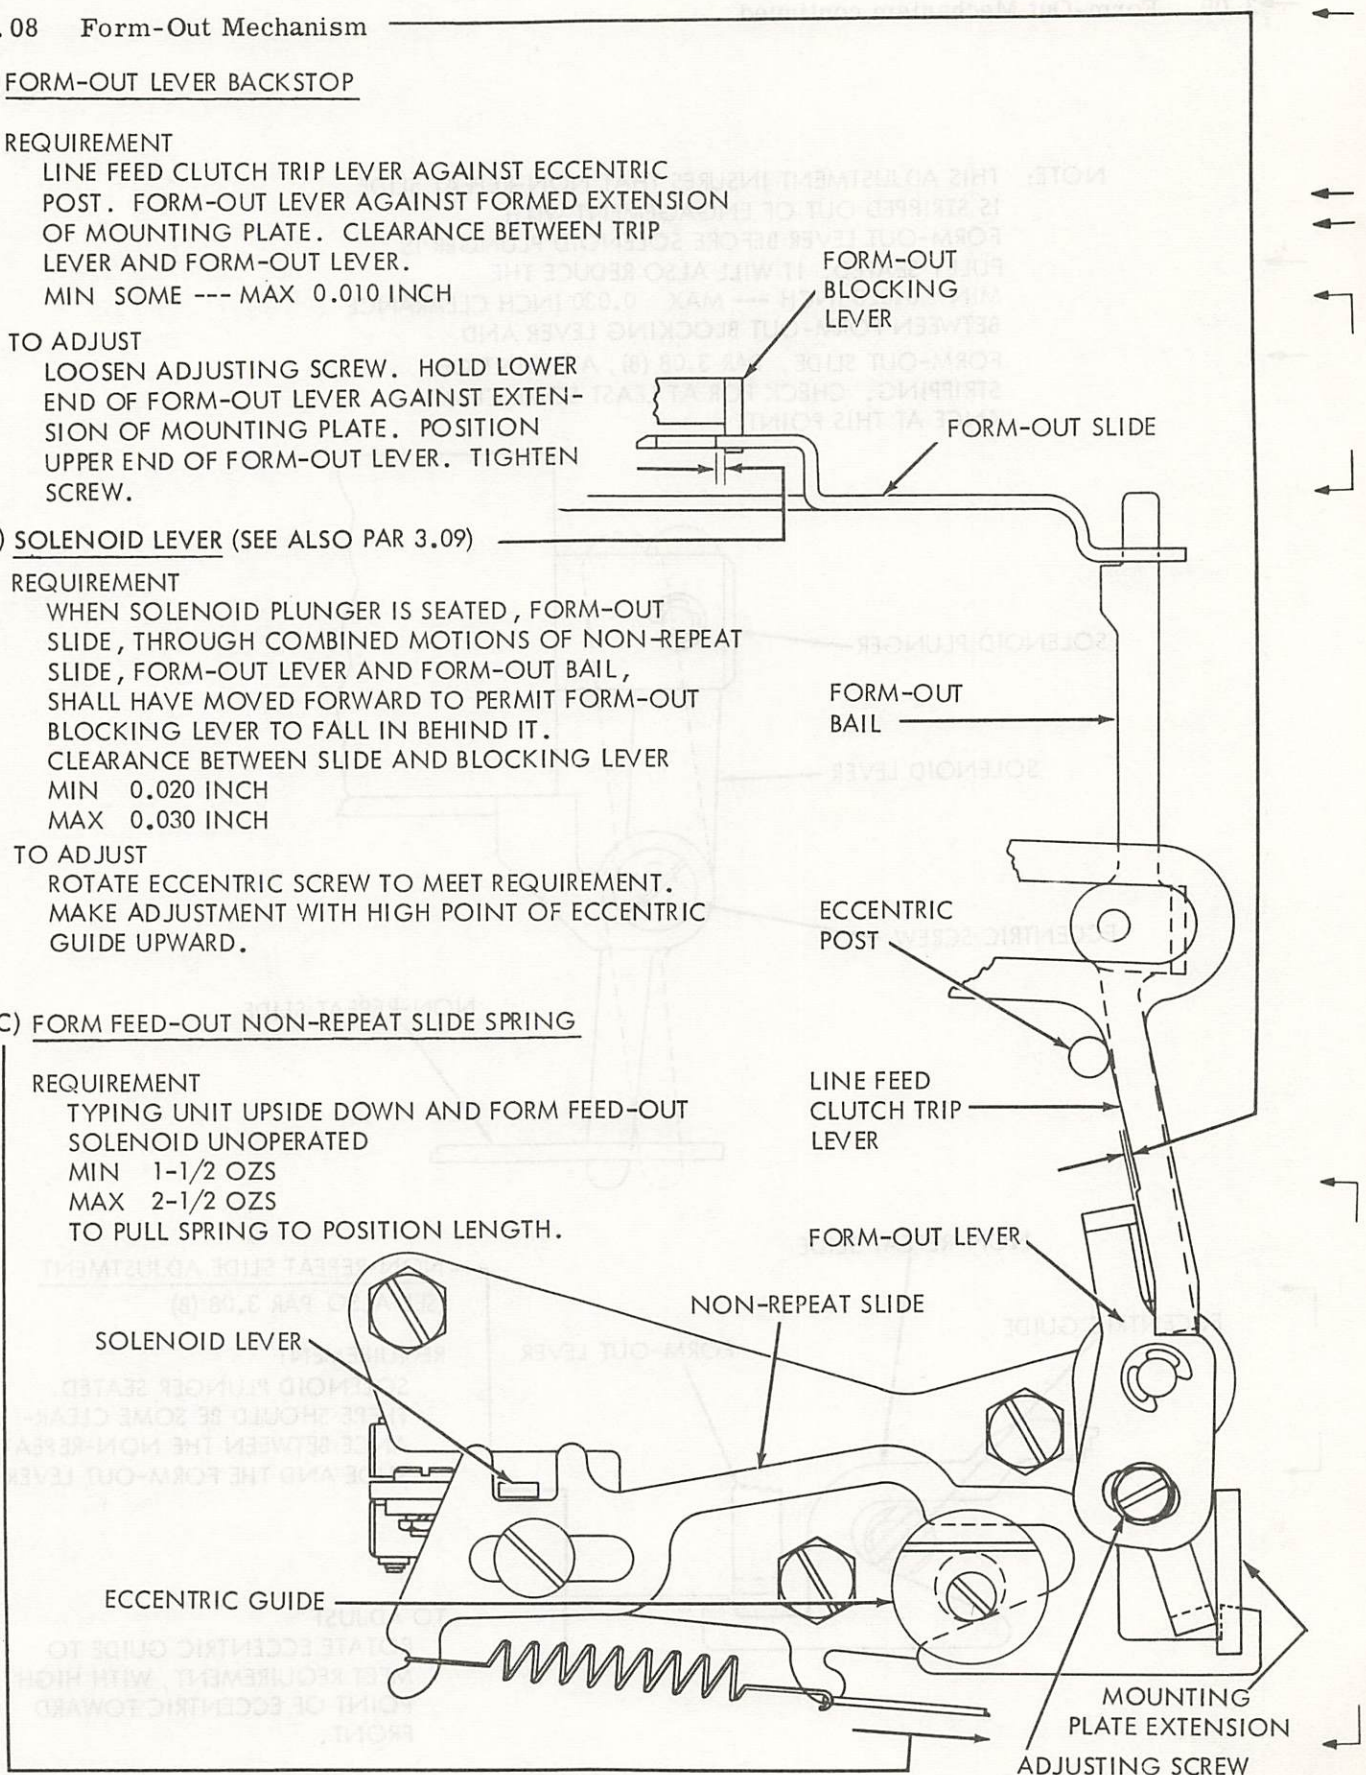 .08 Form-Out Mechanism
FORM-OUT LEVER BACKSTOP
REQUIREMENT
LINE FEED CLUTCH TRIP LEVER AGAINST ECCENTRIC
POST. FORM-OUT LEVER AGAINST FORMED EXTENSION
OF MOUNTING PLATE. CLEARANCE BETWEEN TRIP
LEVER AND FORM-OUT LEVER.
MIN SOME --- MAX 0.010 INCH
TO ADJUST
LOOSEN ADJUSTING SCREW. HOLD LOWER
END OF FORM-OUT LEVER AGAINST EXTEN-
SION OF MOUNTING PLATE. POSITION
UPPER END OF FORM-OUT LEVER. TIGHTEN
SCREW.
FORM-OUT
BLOCKING
LEVER
FORM-OUT SLIDE
) SOLENOID LEVER (SEE ALSO PAR 3.09)
REQUIREMENT
WHEN SOLENOID PLUNGER IS SEATED, FORM-OUT
SLIDE, THROUGH COMBINED MOTIONS OF NON-REPEAT
SLIDE, FORM-OUT LEVER AND FORM-OUT BAIL,
SHALL HAVE MOVED FORWARD TO PERMIT FORM-OUT
BLOCKING LEVER TO FALL IN BEHIND IT.
CLEARANCE BETWEEN SLIDE AND BLOCKING LEVER
MIN 0.020 INCH
MAX 0.030 INCH
TO ADJUST
ROTATE ECCENTRIC SCREW TO MEET REQUIREMENT.
MAKE ADJUSTMENT WITH HIGH POINT OF ECCENTRIC
GUIDE UPWARD.
FORM-OUT
BAIL
ECCENTRIC
POST
C) FORM FEED-OUT NON-REPEAT SLIDE SPRING
REQUIREMENT
TYPING UNIT UPSIDE DOWN AND FORM FEED-OUT
SOLENOID UNOPERATED
MIN 1-1/2 OZS
MAX 2-1/2 OZS
TO PULL SPRING TO POSITION LENGTH.
LINE FEED
CLUTCH TRIP
LEVER
FORM-OUT LEVER
NON-REPEAT SLIDE
SOLENOID LEVER
ECCENTRIC GUIDE
MOUNTING
PLATE EXTENSION
ADJUSTING SCREW